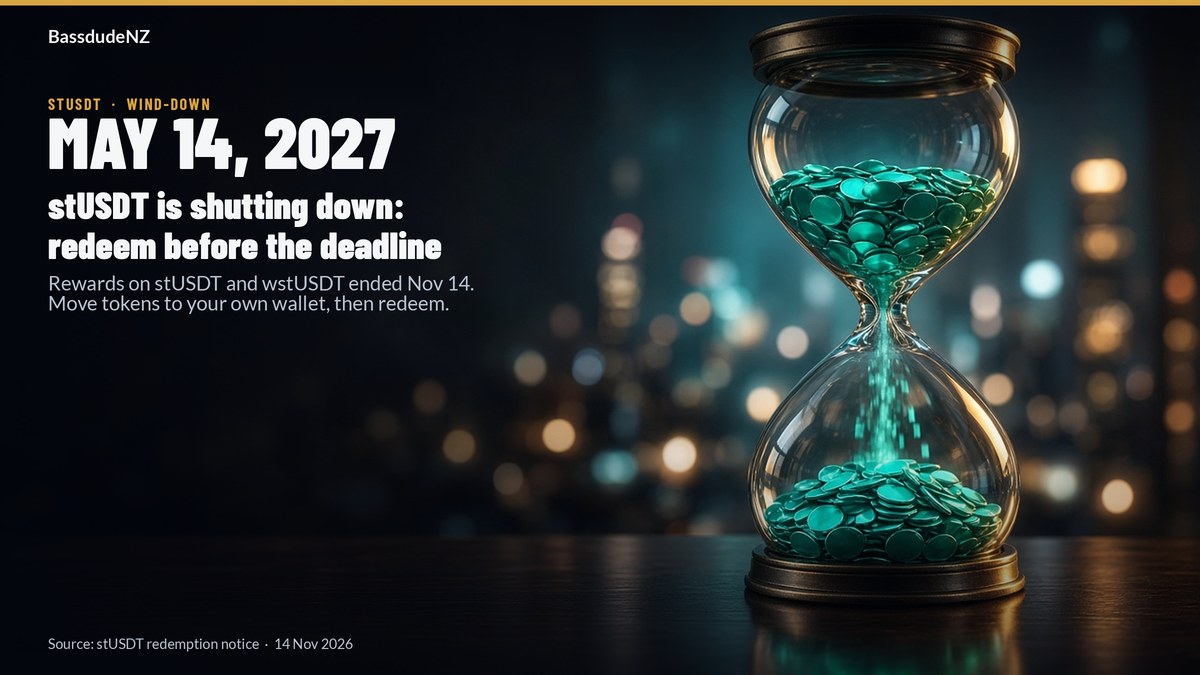 BassdudeNZ
STUSDT · WIND-DOWN
MAY 14, 2027
stUSDT is shutting down:
redeem before the deadline
Rewards on stUSDT and wstUSDT ended Nov 14.
Move tokens to your own wallet, then redeem.
Source: stUSDT redemption notice · 14 Nov 2026